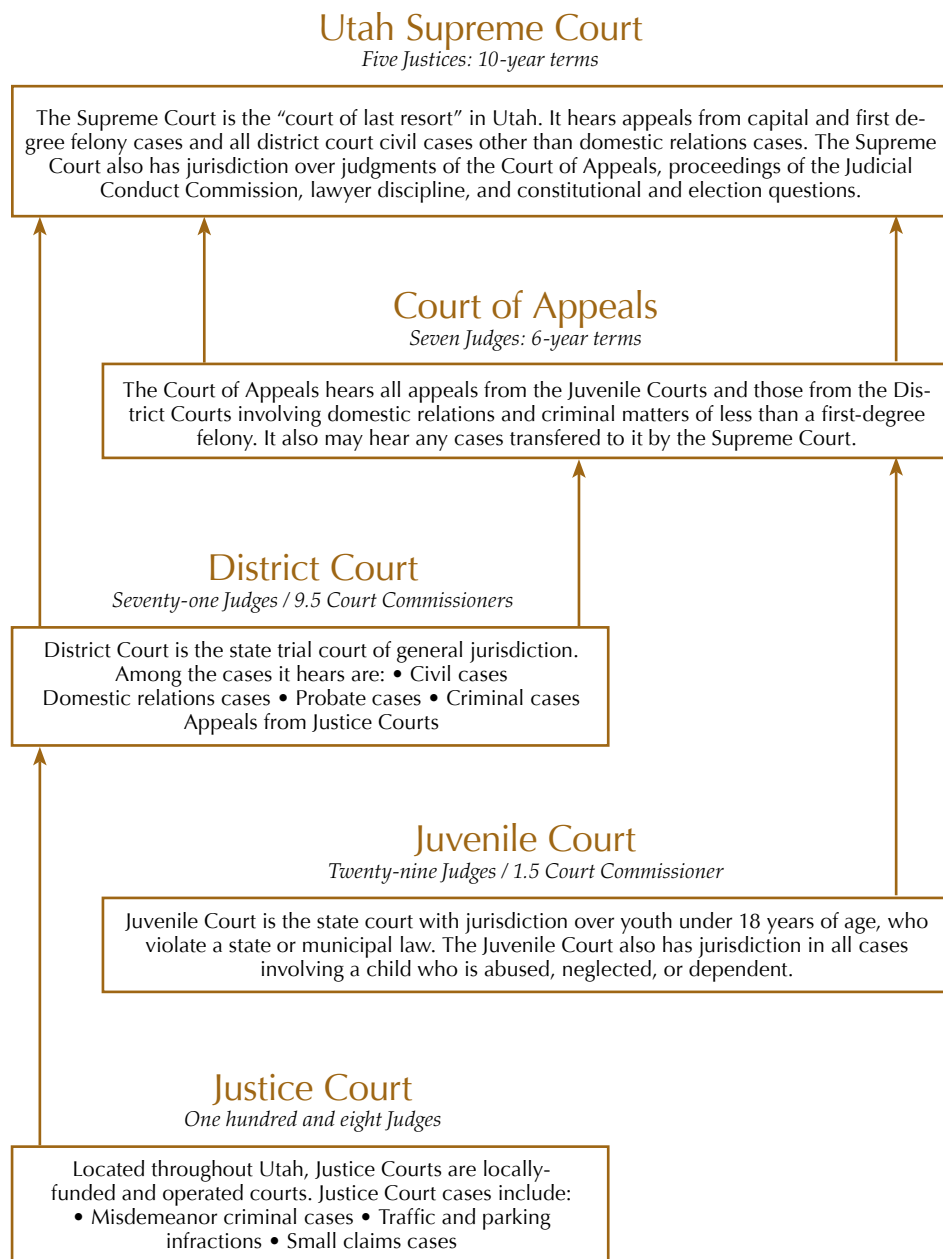 Utah Supreme Court
Five Justices: 10-year terms
The Supreme Court is the “court of last resort” in Utah. It hears appeals from capital and first de-
gree felony cases and all district court civil cases other than domestic relations cases. The Supreme
Court also has jurisdiction over judgments of the Court of Appeals, proceedings of the Judicial
Conduct Commission, lawyer discipline, and constitutional and election questions.
Court of Appeals
Seven Judges: 6-year terms
The Court of Appeals hears all appeals from the Juvenile Courts and those from the Dis-
trict Courts involving domestic relations and criminal matters of less than a first-degree
felony. It also may hear any cases transfered to it by the Supreme Court.
District Court
Seventy-one Judges / 9.5 Court Commissioners
District Court is the state trial court of general jurisdiction.
Among the cases it hears are: • Civil cases
Domestic relations cases • Probate cases • Criminal cases
Appeals from Justice Courts
Juvenile Court
Twenty-nine Judges / 1.5 Court Commissioner
Juvenile Court is the state court with jurisdiction over youth under 18 years of age, who
violate a state or municipal law. The Juvenile Court also has jurisdiction in all cases
involving a child who is abused, neglected, or dependent.
Justice Court
One hundred and eight Judges
Located throughout Utah, Justice Courts are locally-
funded and operated courts. Justice Court cases include:
• Misdemeanor criminal cases • Traffic and parking
infractions • Small claims cases